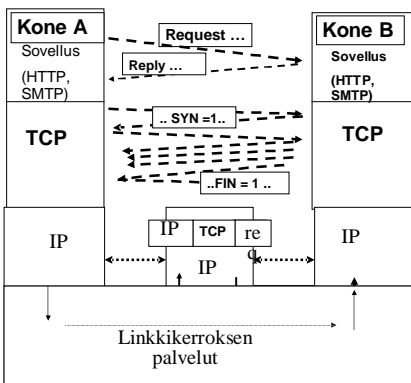 Kone A
Sovellus
(HTTP,
SMTP)
Request ...
Reply ...
Kone B
Sovellus
(HTTP,
SMTP)
TCP
.. SYN =1..
TCP
..FIN = 1 ..
IP
IP TCP re
q
IP
IP
Linkkikerroksen
palvelut